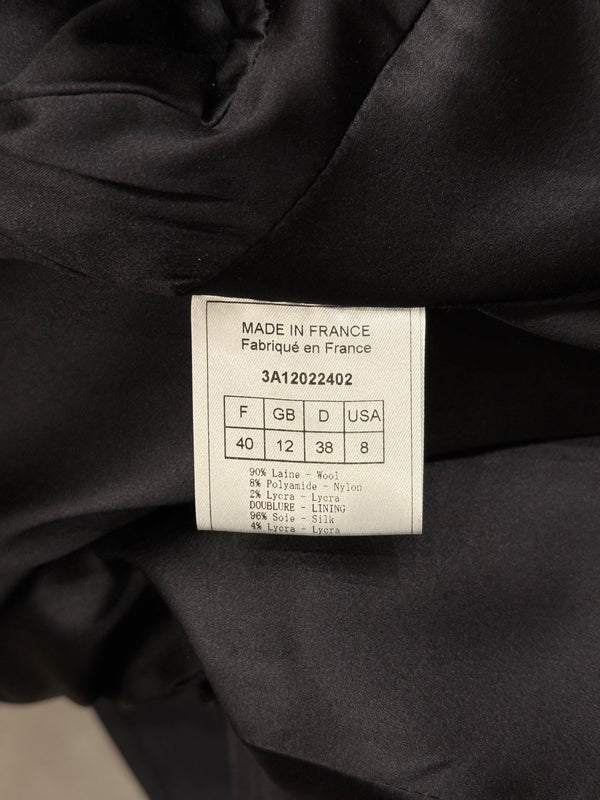 MADE IN FRANCE
Fabriqué en France
3A12022402
F GB D USA
40 12 38 8
90% Laine - Wool
8% Polyamide - Nylon
2% Lycra - Lycra
DOUBLURE - LINING
96% Soie - Silk
4% Lycra - Lycra